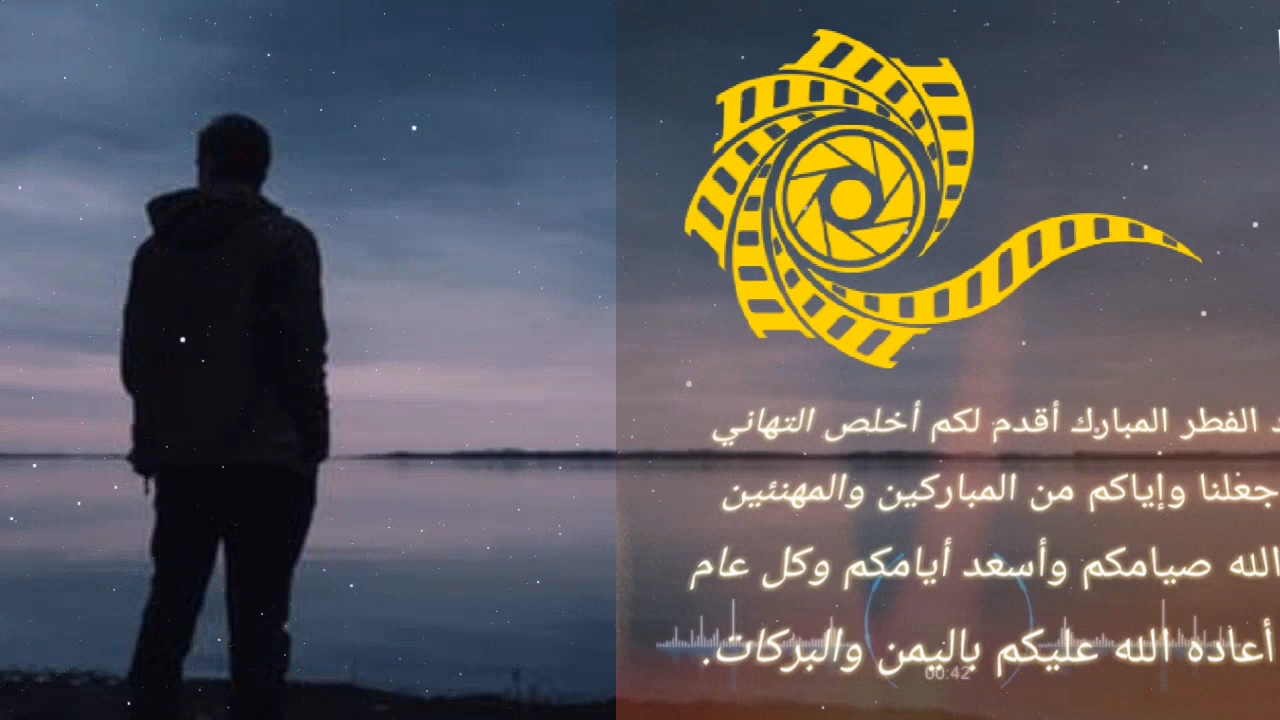 الفطر المبارك أقدم لكم أخلص التهاني
جعلنا وإياكم من المباركين والمهنئين
الله صيامكم وأسعد أيامكم وكل عام
أعاده الله عليكم باليمن والبركات.
00:42